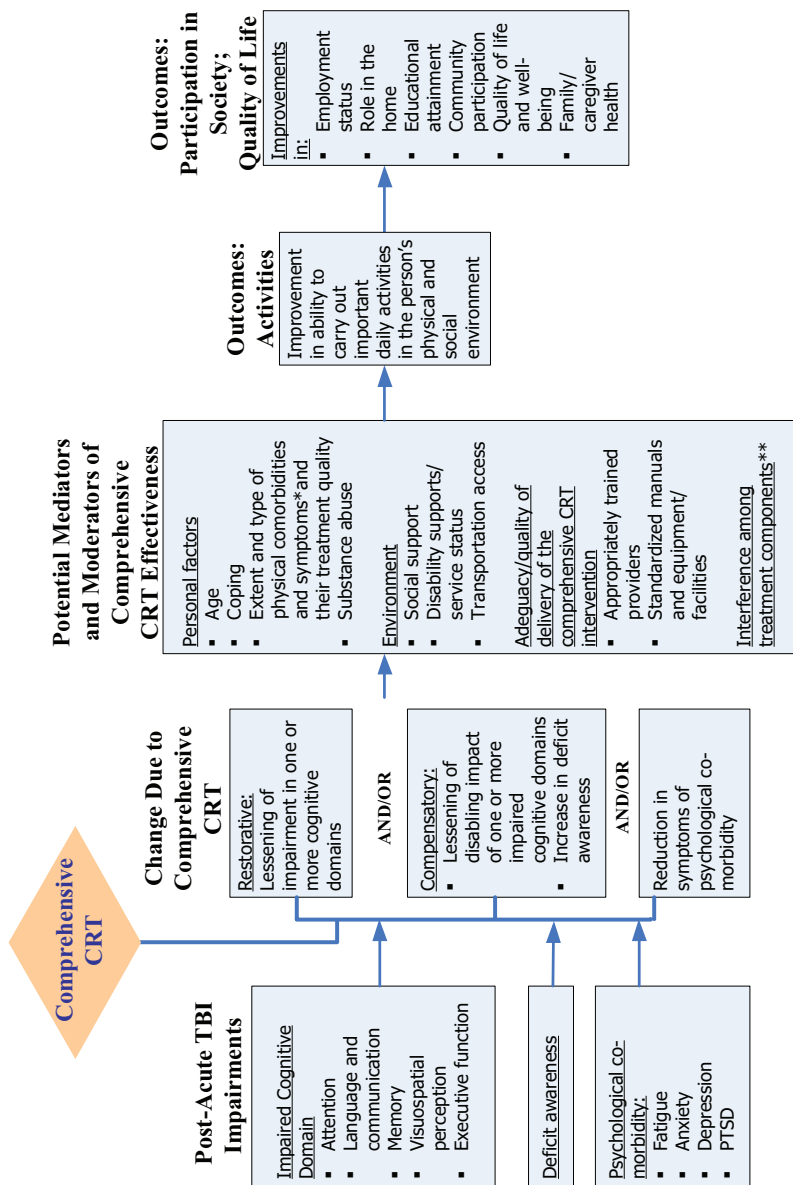 Comprehensive
CRT
Post-Acute TBI
Impairments
Impaired Cognitive
Domain
▪ Attention
▪ Language and
communication
▪ Memory
▪ Visuospatial
perception
▪ Executive function
Deficit awareness
Psychological co-
morbidity:
▪ Fatigue
▪ Anxiety
▪ Depression
▪ PTSD
Change Due to
Comprehensive
CRT
Restorative:
Lessening of
impairment in one or
more cognitive
domains
AND/OR
Compensatory:
▪ Lessening of
disabling impact
of one or more
impaired
cognitive domains
▪ Increase in deficit
awareness
AND/OR
Reduction in
symptoms of
psychological co-
morbidity
Potential Mediators
and Moderators of
Comprehensive
CRT Effectiveness
Personal factors
▪ Age
▪ Coping
▪ Extent and type of
physical comorbidities
and symptoms*and
their treatment quality
▪ Substance abuse
Environment
▪ Social support
▪ Disability supports/
service status
▪ Transportation access
Adequacy/quality of
delivery of the
comprehensive CRT
intervention
▪ Appropriately trained
providers
▪ Standardized manuals
and equipment/
facilities
Interference among
treatment components**
Outcomes:
Activities
Improvement
in ability to
carry out
important
daily activities
in the person's
physical and
social
environment
Outcomes:
Participation in
Society;
Quality of Life
Improvements
in:
▪ Employment
status
▪ Role in the
home
▪ Educational
attainment
▪ Community
participation
▪ Quality of life
and well-
being
▪ Family/
caregiver
health